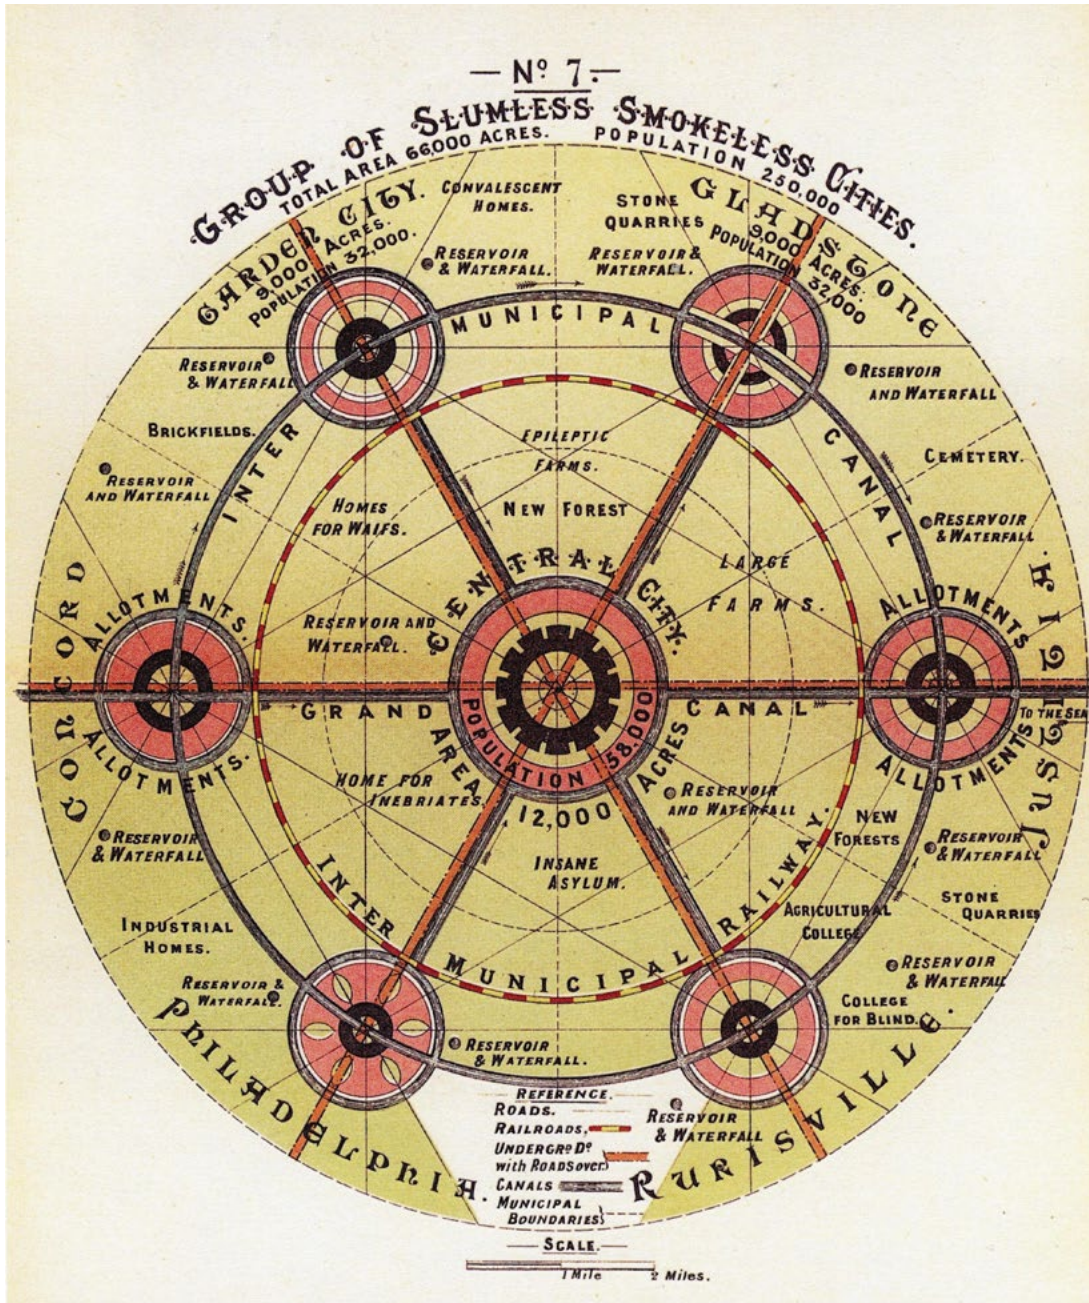 — No 7. —
GROUP OF SLUMLESS SMOKELESS CITIES.
TOTAL AREA 66,000 ACRES. POPULATION 250,000
GARDEN CITY.
9,000 ACRES.
POPULATION 32,000.
CONVALESCENT
HOMES.
STONE
QUARRIES
GLADSTONE
9,000 ACRES.
POPULATION 32,000
RESERVOIR
& WATERFALL.
RESERVOIR &
WATERFALL.
INTER MUNICIPAL CANAL
RESERVOIR
& WATERFALL
RESERVOIR
AND WATERFALL
BRICKFIELDS.
EPILEPTIC
FARMS.
CEMETERY.
RESERVOIR
AND WATERFALL
HOMES
FOR WAIFS.
NEW FOREST
RESERVOIR
& WATERFALL
LARGE
FARMS.
CENTRAL CITY.
CONCORD
ALLOTMENTS.
RESERVOIR AND
WATERFALL.
ALLOTMENTS
GRAND CANAL
POPULATION 58.000
AREA 12,000 ACRES
TO THE SEA
ALLOTMENTS.
ALLOTMENTS
HOME FOR
INEBRIATES.
RESERVOIR
AND WATERFALL
NEW
FORESTS
RESERVOIR
& WATERFALL
RESERVOIR
& WATERFALL
INSANE
ASYLUM.
STONE
QUARRIES
INTER MUNICIPAL RAILWAY.
AGRICULTURAL
COLLEGE
INDUSTRIAL
HOMES.
RESERVOIR
& WATERFALL
RESERVOIR &
WATERFALL.
COLLEGE
FOR BLIND.
RESERVOIR
& WATERFALL.
PHILADELPHIA.
RURISVILLE.
REFERENCE.
ROADS.
RAILROADS,
UNDERGRD Do
with ROADS over
CANALS
MUNICIPAL
BOUNDARIES
RESERVOIR
& WATERFALL
— SCALE. —
1 Mile 2 Miles.